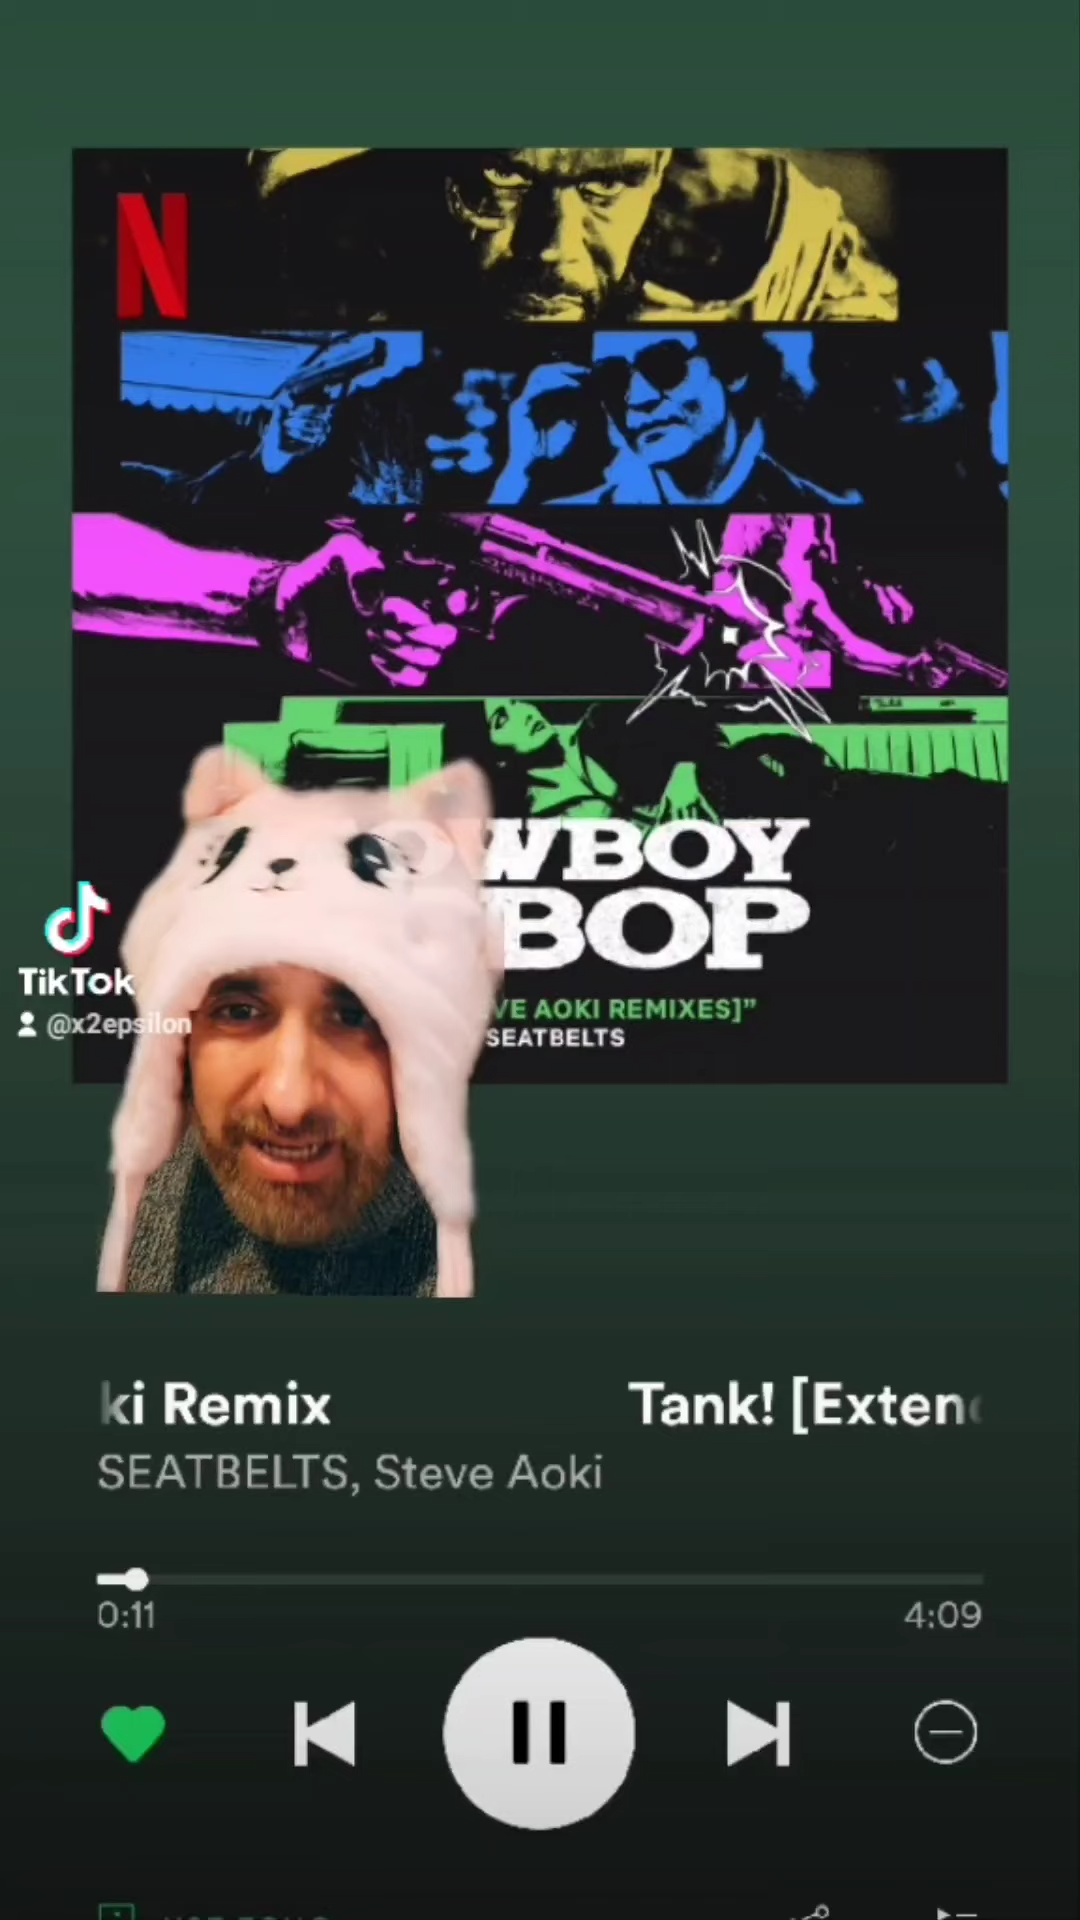 N
WBOY
BOP
VE AOKI REMIXES]”
SEATBELTS
TikTok
@x2epsilon
ki Remix
Tank! [Exten
SEATBELTS, Steve Aoki
0:11
4:09